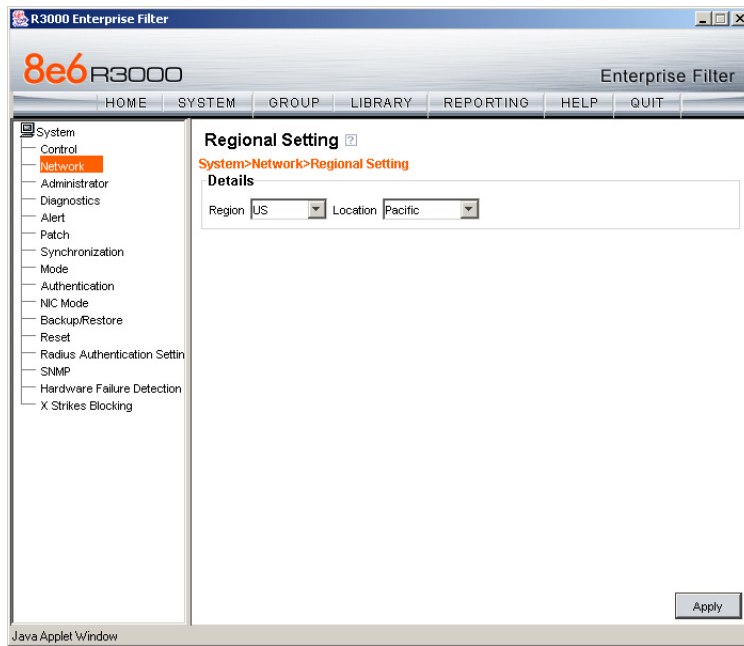 R3000 Enterprise Filter
8e6 R3000
Enterprise Filter
HOME SYSTEM GROUP LIBRARY REPORTING HELP QUIT
System
Control
Network
Administrator
Diagnostics
Alert
Patch
Synchronization
Mode
Authentication
NIC Mode
Backup/Restore
Reset
Radius Authentication Settin
SNMP
Hardware Failure Detection
X Strikes Blocking
Regional Setting ?
System>Network>Regional Setting
Details
Region US Location Pacific
Apply
Java Applet Window